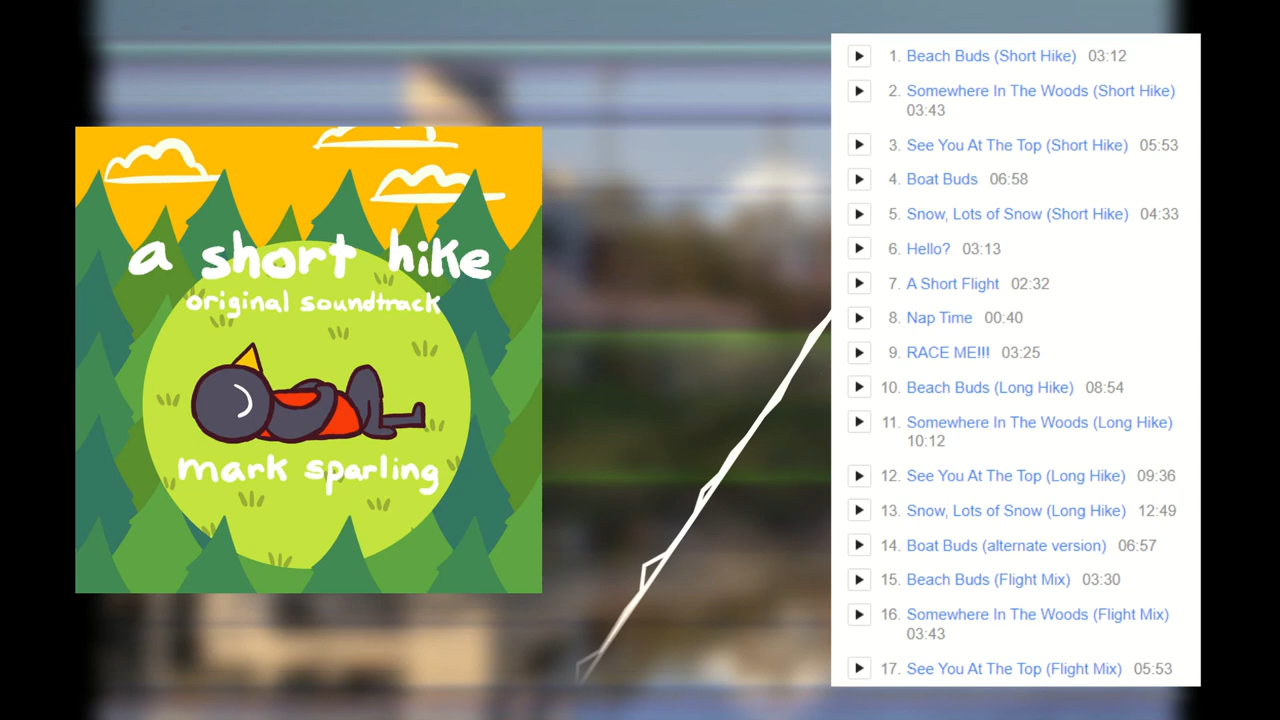 a short hike
original soundtrack
mark sparling
1. Beach Buds (Short Hike) 03:12
2. Somewhere In The Woods (Short Hike)
03:43
3. See You At The Top (Short Hike) 05:53
4. Boat Buds 06:58
5. Snow, Lots of Snow (Short Hike) 04:33
6. Hello? 03:13
7. A Short Flight 02:32
8. Nap Time 00:40
9. RACE ME!!! 03:25
10. Beach Buds (Long Hike) 08:54
11. Somewhere In The Woods (Long Hike)
10:12
12. See You At The Top (Long Hike) 09:36
13. Snow, Lots of Snow (Long Hike) 12:49
14. Boat Buds (alternate version) 06:57
15. Beach Buds (Flight Mix) 03:30
16. Somewhere In The Woods (Flight Mix)
03:43
17. See You At The Top (Flight Mix) 05:53